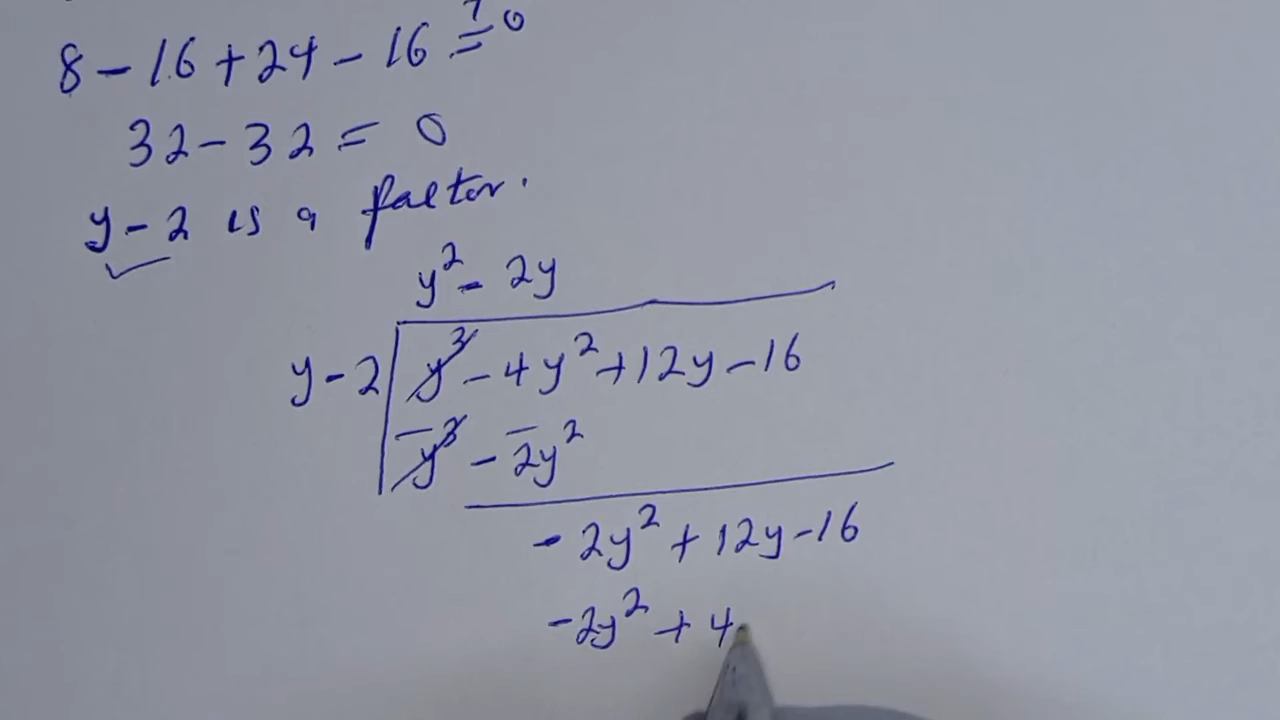 8 - 16 + 24 - 16 ≟ 0
32 - 32 = 0
y - 2 is a factor.
y² - 2y
y - 2 y³ - 4y² + 12y - 16
y³ - 2y²
- 2y² + 12y - 16
- 2y² + 4